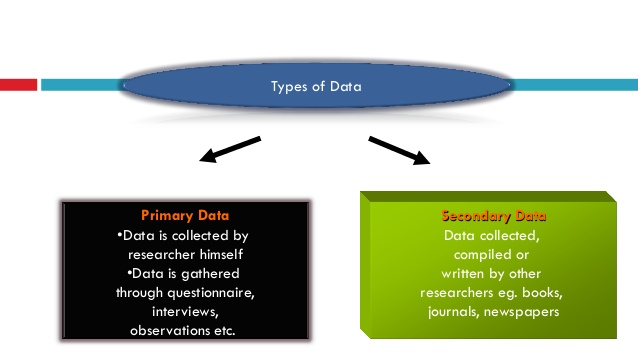 Types of Data
Primary Data
•Data is collected by
researcher himself
•Data is gathered
through questionnaire,
interviews,
observations etc.
Secondary Data
Data collected,
compiled or
written by other
researchers eg. books,
journals, newspapers